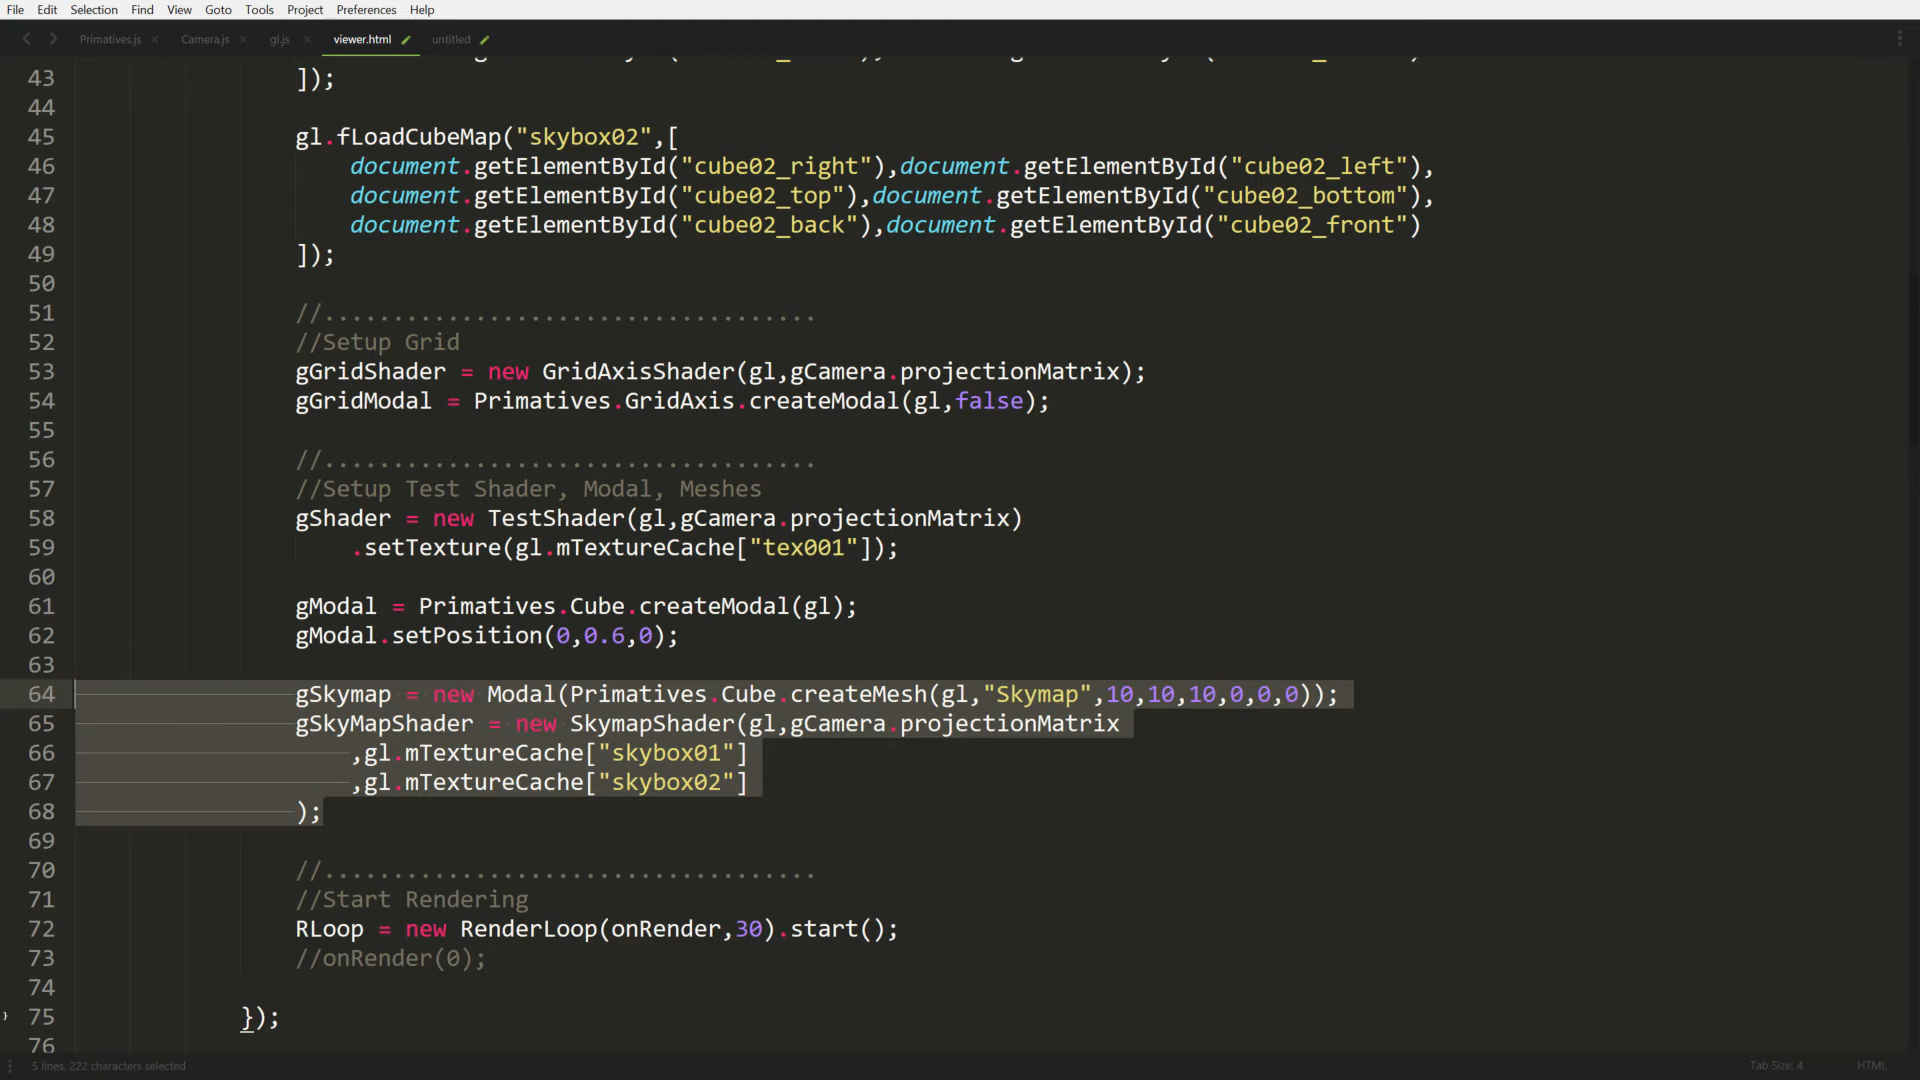 File Edit Selection Find View Goto Tools Project Preferences Help
Primatives.js Camera.js gl.js viewer.html untitled
43 ]);
44
45 gl.fLoadCubeMap("skybox02",[
46 document.getElementById("cube02_right"),document.getElementById("cube02_left"),
47 document.getElementById("cube02_top"),document.getElementById("cube02_bottom"),
48 document.getElementById("cube02_back"),document.getElementById("cube02_front")
49 ]);
50
51 //....................................
52 //Setup Grid
53 gGridShader = new GridAxisShader(gl,gCamera.projectionMatrix);
54 gGridModal = Primatives.GridAxis.createModal(gl,false);
55
56 //....................................
57 //Setup Test Shader, Modal, Meshes
58 gShader = new TestShader(gl,gCamera.projectionMatrix)
59 .setTexture(gl.mTextureCache["tex001"]);
60
61 gModal = Primatives.Cube.createModal(gl);
62 gModal.setPosition(0,0.6,0);
63
64 gSkymap = new Modal(Primatives.Cube.createMesh(gl,"Skymap",10,10,10,0,0,0));
65 gSkyMapShader = new SkymapShader(gl,gCamera.projectionMatrix
66 ,gl.mTextureCache["skybox01"]
67 ,gl.mTextureCache["skybox02"]
68 );
69
70 //....................................
71 //Start Rendering
72 RLoop = new RenderLoop(onRender,30).start();
73 //onRender(0);
74
75 });
76
5 lines, 222 characters selected Tab Size: 4 HTML